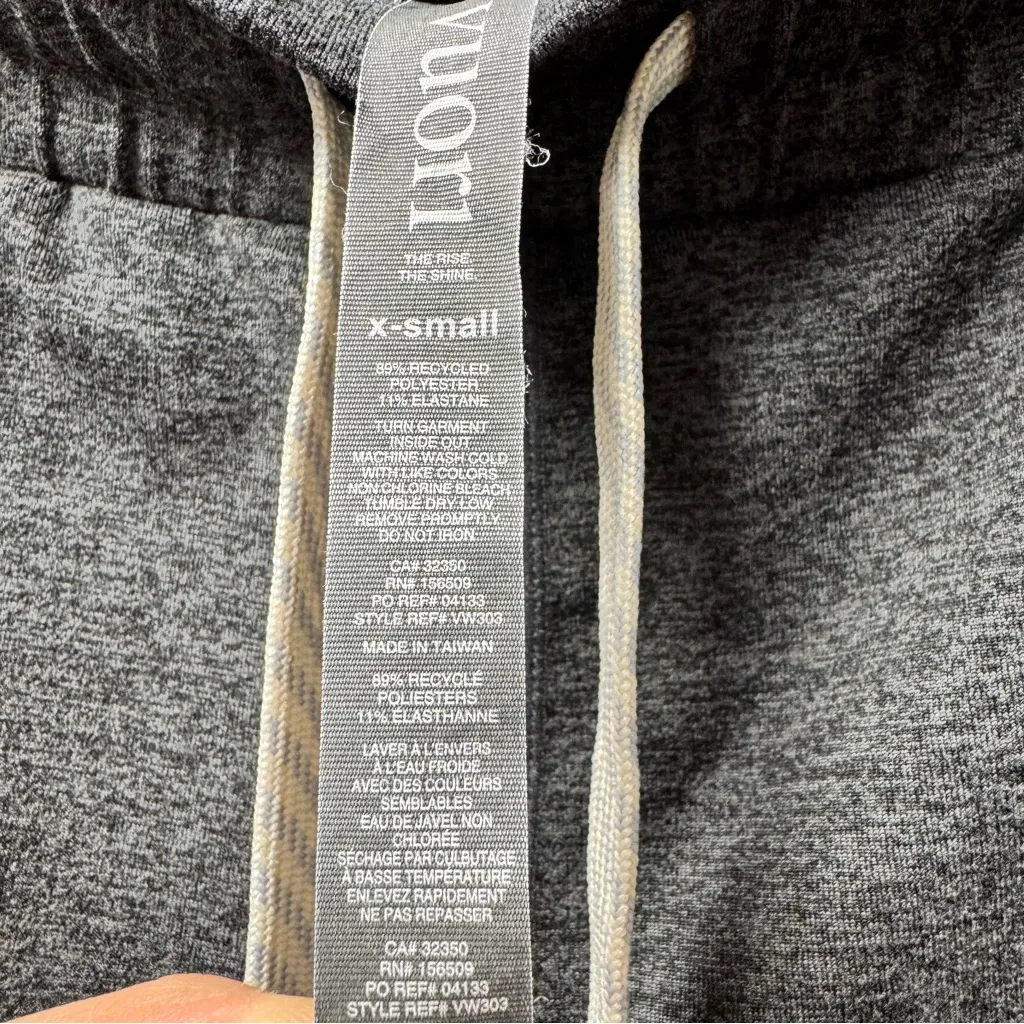 vuori
THE RISE.
THE SHINE.
x-small
89% RECYCLED
POLYESTER
11% ELASTANE
TURN GARMENT
INSIDE OUT
MACHINE WASH COLD
WITH LIKE COLORS
NON CHLORINE BLEACH
TUMBLE DRY LOW
REMOVE PROMPTLY
DO NOT IRON
CA# 32350
RN# 156509
PO REF# 04133
STYLE REF# VW303
MADE IN TAIWAN
89% RECYCLÉ
POLIESTERS
11% ÉLASTHANNE
LAVER À L'ENVERS
À L'EAU FROIDE
AVEC DES COULEURS
SEMBLABLES
EAU DE JAVEL NON
CHLORÉE
SÉCHAGE PAR CULBUTAGE
À BASSE TEMPÉRATURE
ENLEVEZ RAPIDEMENT
NE PAS REPASSER
CA# 32350
RN# 156509
PO REF# 04133
STYLE REF# VW303